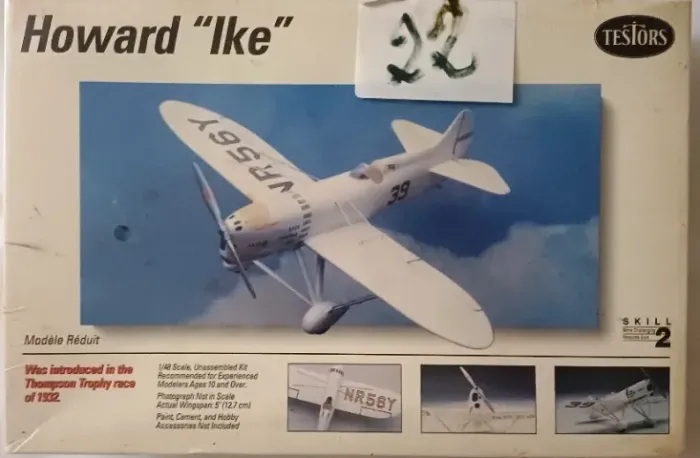 Howard "Ike"
22
TESTORS
NR56Y
39
Modèle Réduit
SKILL
2
Was introduced in the
Thompson Trophy race
of 1932.
1/48 Scale, Unassembled Kit
Recommended for Experienced
Modelers Ages 10 and Over.
Photograph Not in Scale
Actual Wingspan: 5" (12.7 cm)
Paint, Cement, and Hobby
Accessories Not Included
NR56Y
39